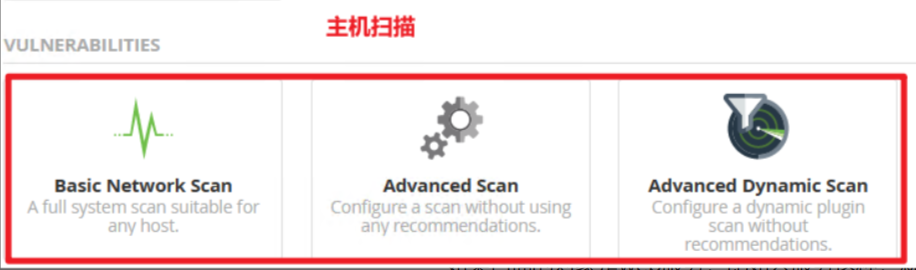 主机扫描
VULNERABILITIES
Basic Network Scan
A full system scan suitable for
any host.
Advanced Scan
Configure a scan without using
any recommendations.
Advanced Dynamic Scan
Configure a dynamic plugin
scan without
recommendations.